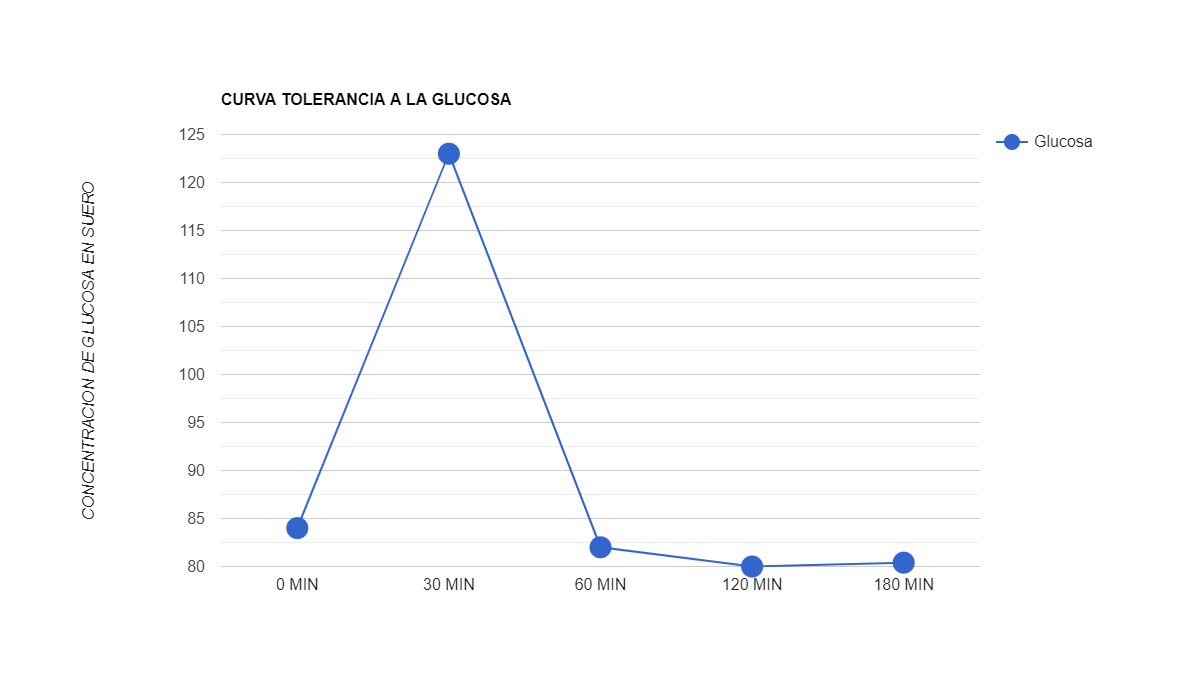 CURVA TOLERANCIA A LA GLUCOSA
Glucosa
CONCENTRACION DE GLUCOSA EN SUERO
125
120
115
110
105
100
95
90
85
80
0 MIN
30 MIN
60 MIN
120 MIN
180 MIN